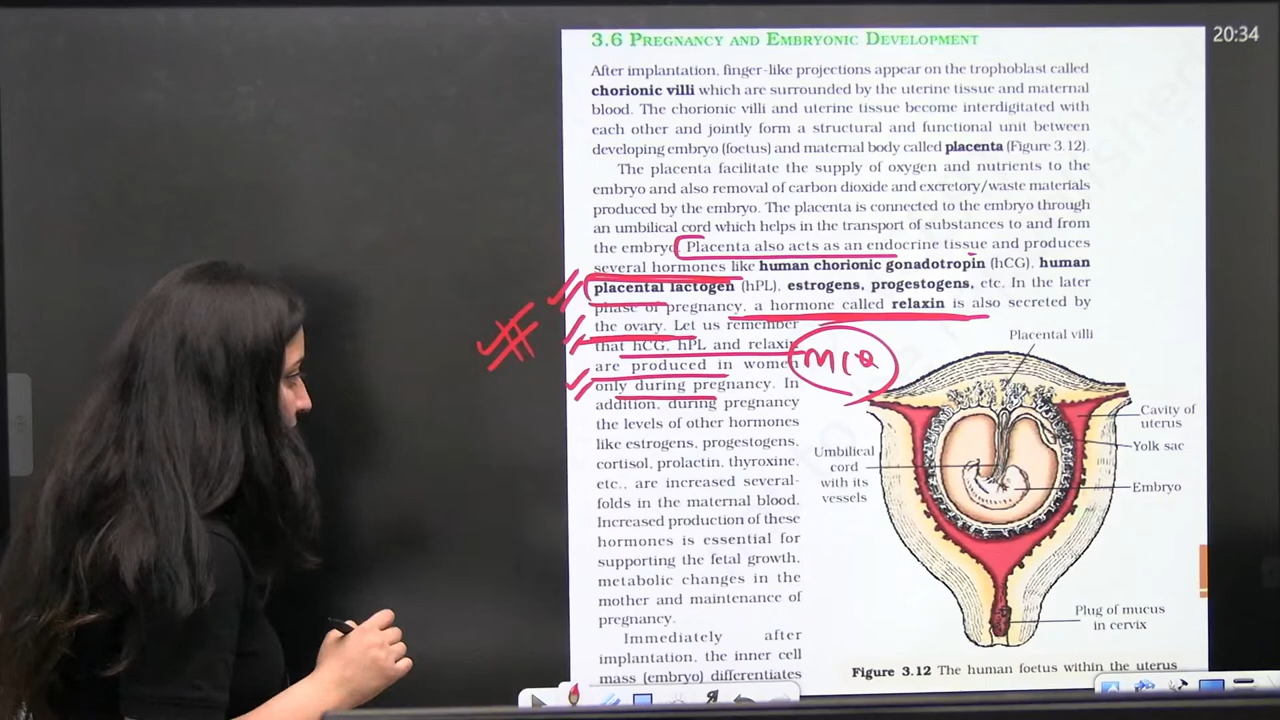 20:34
3.6 PREGNANCY AND EMBRYONIC DEVELOPMENT
After implantation, finger-like projections appear on the trophoblast called
chorionic villi which are surrounded by the uterine tissue and maternal
blood. The chorionic villi and uterine tissue become interdigitated with
each other and jointly form a structural and functional unit between
developing embryo (foetus) and maternal body called placenta (Figure 3.12).
The placenta facilitate the supply of oxygen and nutrients to the
embryo and also removal of carbon dioxide and excretory/waste materials
produced by the embryo. The placenta is connected to the embryo through
an umbilical cord which helps in the transport of substances to and from
the embryo. Placenta also acts as an endocrine tissue and produces
several hormones like human chorionic gonadotropin (hCG), human
placental lactogen (hPL), estrogens, progestogens, etc. In the later
phase of pregnancy, a hormone called relaxin is also secreted by
the ovary. Let us remember
that hCG, hPL and relaxin
are produced in women
only during pregnancy. In
addition, during pregnancy
the levels of other hormones
like estrogens, progestogens,
cortisol, prolactin, thyroxine,
etc., are increased several-
folds in the maternal blood.
Increased production of these
hormones is essential for
supporting the fetal growth,
metabolic changes in the
mother and maintenance of
pregnancy.
Immediately after
implantation, the inner cell
mass (embryo) differentiates
MCQ
Placental villi
Cavity of
uterus
Yolk sac
Umbilical
cord
with its
vessels
Embryo
Plug of mucus
in cervix
Figure 3.12 The human foetus within the uterus